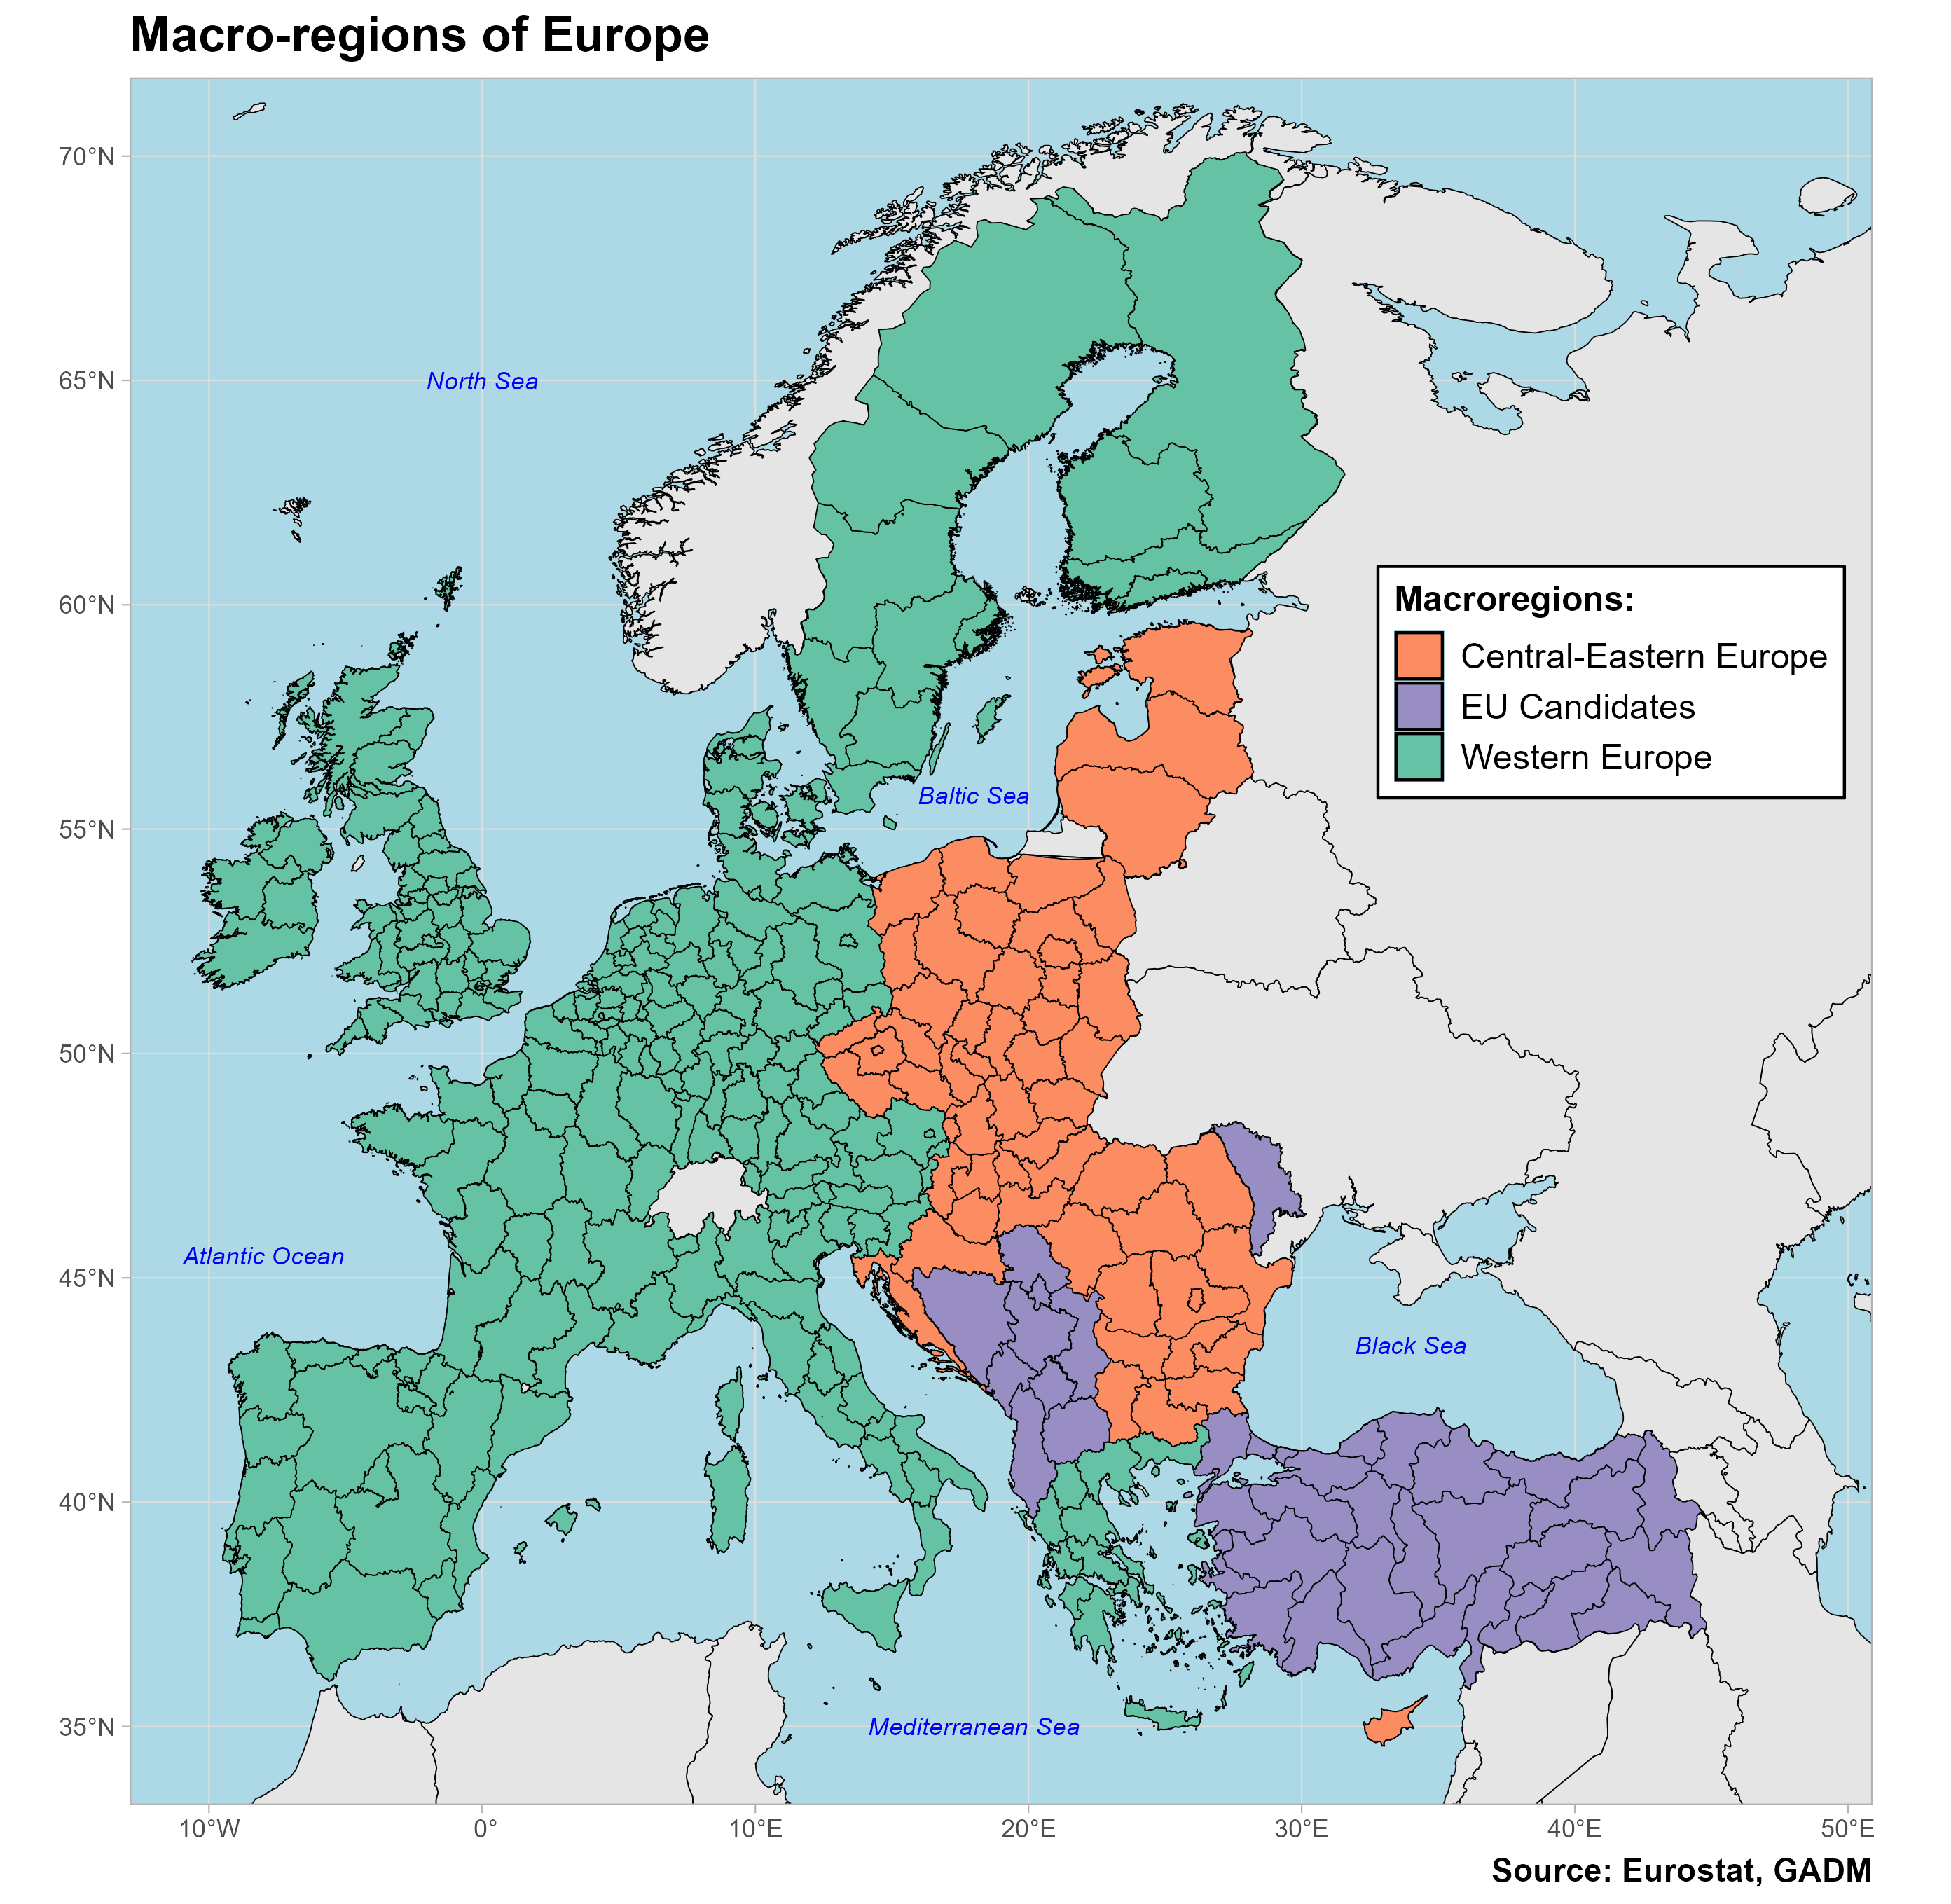 Macro-regions of Europe
70°N
65°N
North Sea
60°N
Macroregions:
Central-Eastern Europe
EU Candidates
Western Europe
55°N
Baltic Sea
50°N
45°N
Atlantic Ocean
Black Sea
40°N
35°N
Mediterranean Sea
10°W 0° 10°E 20°E 30°E 40°E 50°E
Source: Eurostat, GADM